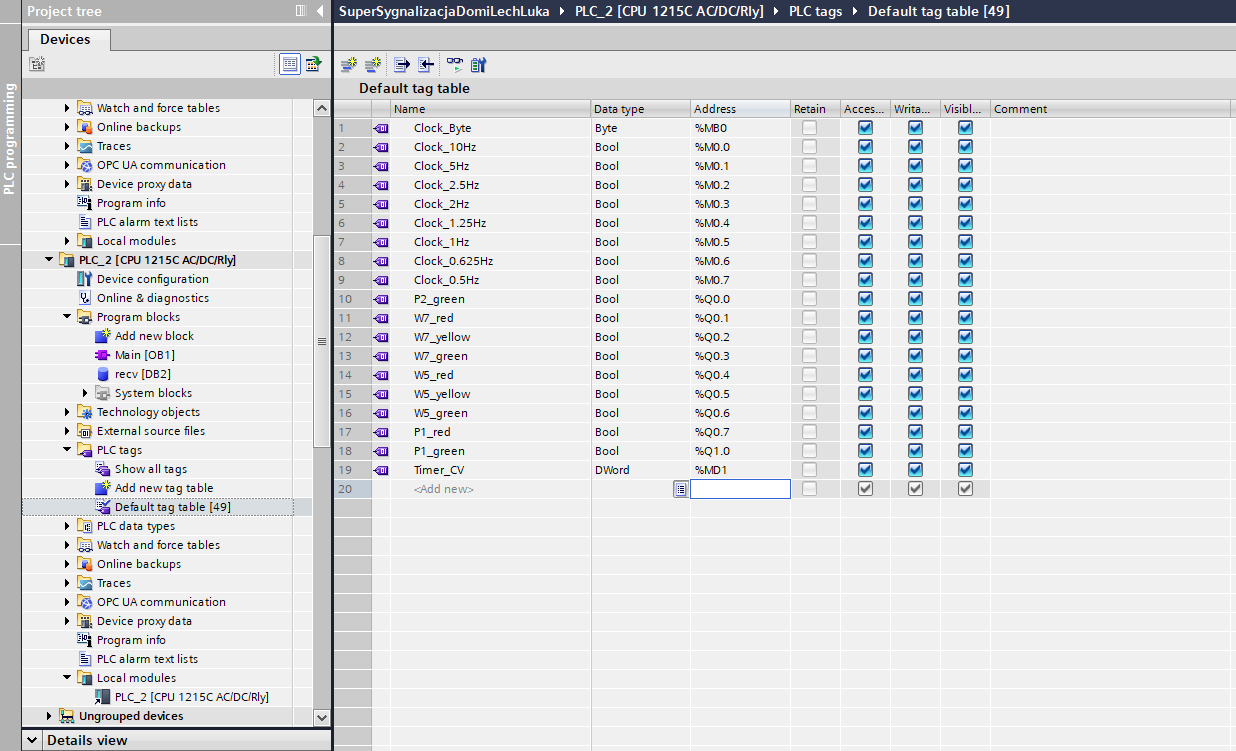 Project tree
SuperSygnalizacjaDomiLechLuka PLC_2 [CPU 1215C AC/DC/Rly] PLC tags Default tag table [49]
Devices
PLC programming
Watch and force tables
Online backups
Traces
OPC UA communication
Device proxy data
Program info
PLC alarm text lists
Local modules
PLC_2 [CPU 1215C AC/DC/Rly]
Device configuration
Online & diagnostics
Program blocks
Add new block
Main [OB1]
recv [DB2]
System blocks
Technology objects
External source files
PLC tags
Show all tags
Add new tag table
Default tag table [49]
PLC data types
Watch and force tables
Online backups
Traces
OPC UA communication
Device proxy data
Program info
PLC alarm text lists
Local modules
PLC_2 [CPU 1215C AC/DC/Rly]
Ungrouped devices
Details view
Default tag table
Name Data type Address Retain Acces... Writa... Visibl... Comment
1 Clock_Byte Byte %MB0
2 Clock_10Hz Bool %M0.0
3 Clock_5Hz Bool %M0.1
4 Clock_2.5Hz Bool %M0.2
5 Clock_2Hz Bool %M0.3
6 Clock_1.25Hz Bool %M0.4
7 Clock_1Hz Bool %M0.5
8 Clock_0.625Hz Bool %M0.6
9 Clock_0.5Hz Bool %M0.7
10 P2_green Bool %Q0.0
11 W7_red Bool %Q0.1
12 W7_yellow Bool %Q0.2
13 W7_green Bool %Q0.3
14 W5_red Bool %Q0.4
15 W5_yellow Bool %Q0.5
16 W5_green Bool %Q0.6
17 P1_red Bool %Q0.7
18 P1_green Bool %Q1.0
19 Timer_CV DWord %MD1
20 <Add new>